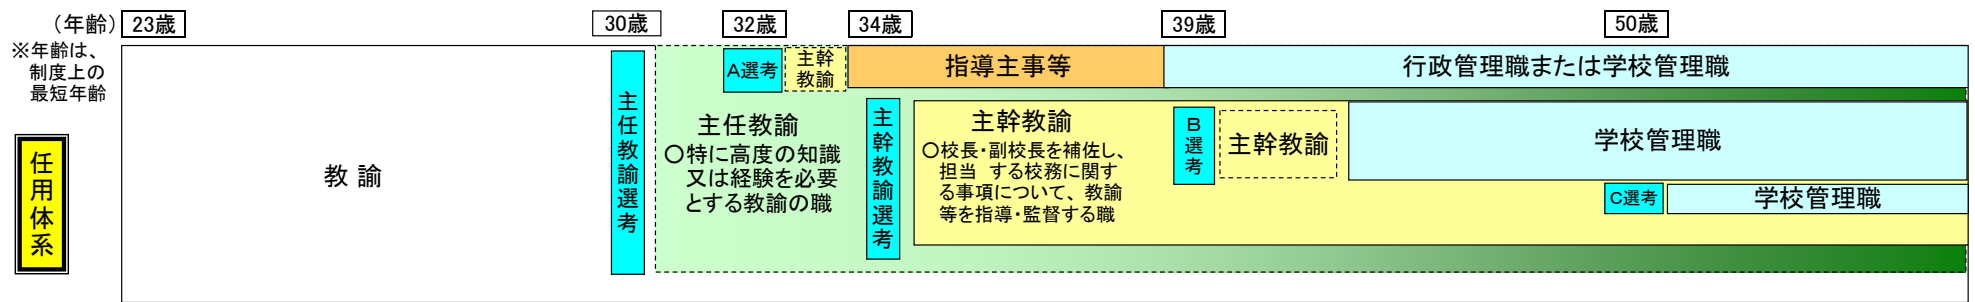 （年齢）
23歳
30歳
32歳
34歳
39歳
50歳
※年齢は、
制度上の
最短年齢
任用体系
教 諭
主任教諭選考
A選考
主幹
教諭
指導主事等
行政管理職または学校管理職
主任教諭
○特に高度の知識
又は経験を必要
とする教諭の職
主幹教諭選考
主幹教諭
○校長・副校長を補佐し、
担当 する校務に関す
る事項について、教諭
等を指導・監督する職
B選考
主幹教諭
学校管理職
C選考
学校管理職